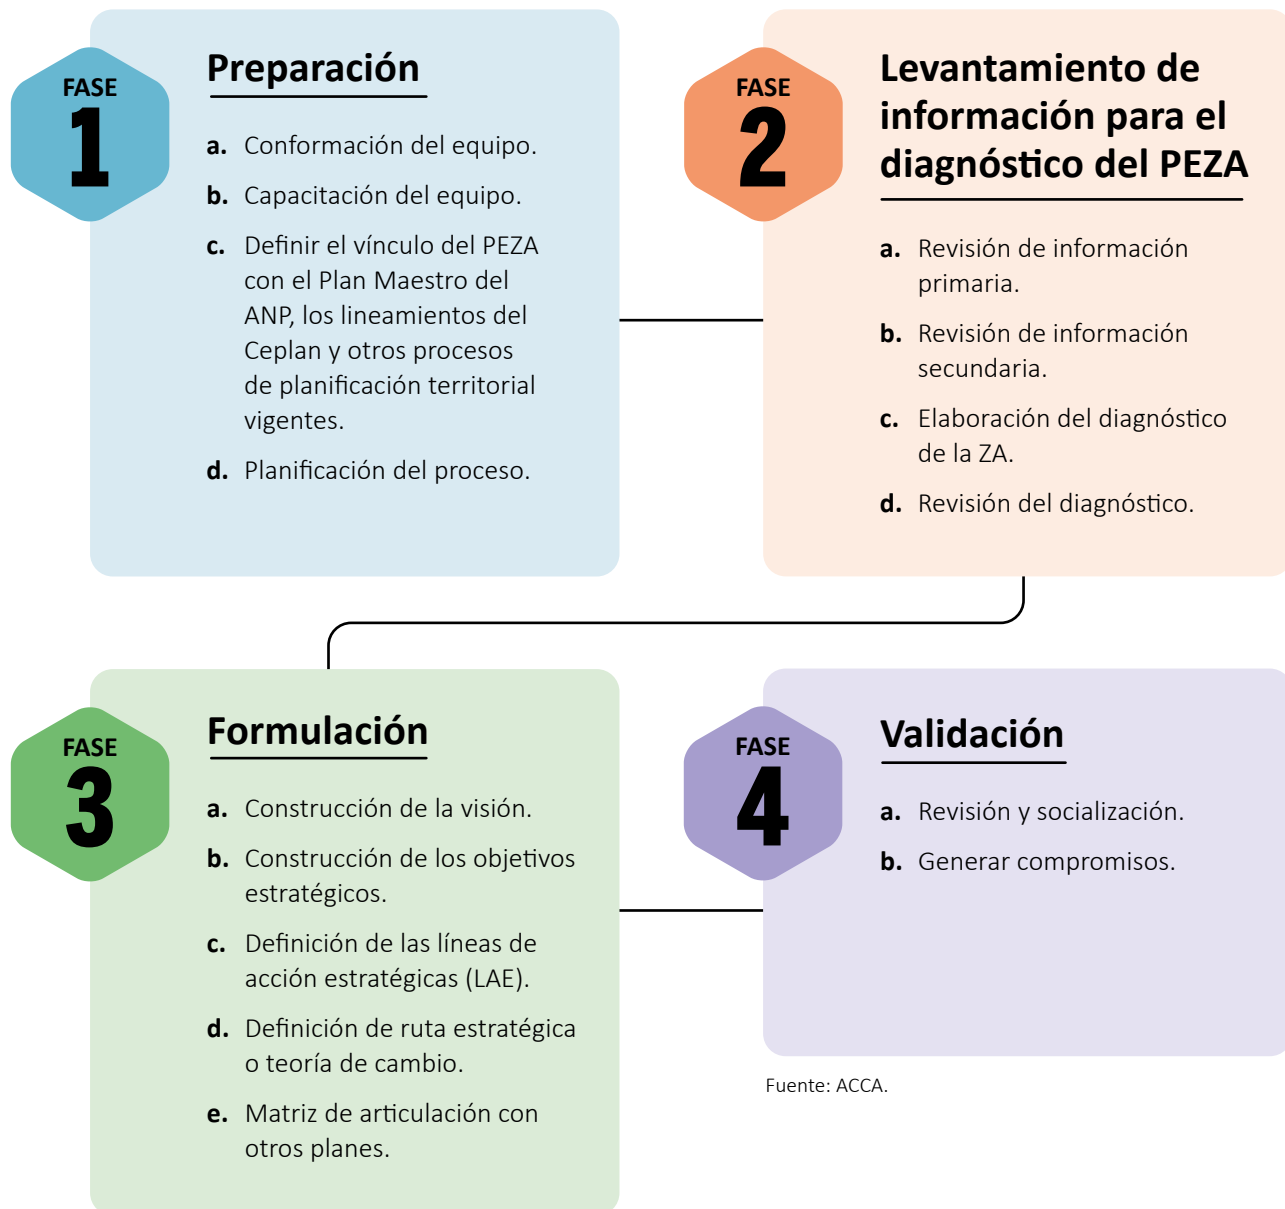 FASE
1
Preparación
a. Conformación del equipo.
b. Capacitación del equipo.
c. Definir el vínculo del PEZA
con el Plan Maestro del
ANP, los lineamientos del
Ceplan y otros procesos
de planificación territorial
vigentes.
d. Planificación del proceso.
FASE
2
Levantamiento de
información para el
diagnóstico del PEZA
a. Revisión de información
primaria.
b. Revisión de información
secundaria.
c. Elaboración del diagnóstico
de la ZA.
d. Revisión del diagnóstico.
FASE
3
Formulación
a. Construcción de la visión.
b. Construcción de los objetivos
estratégicos.
c. Definición de las líneas de
acción estratégicas (LAE).
d. Definición de ruta estratégica
o teoría de cambio.
e. Matriz de articulación con
otros planes.
FASE
4
Validación
a. Revisión y socialización.
b. Generar compromisos.
Fuente: ACCA.